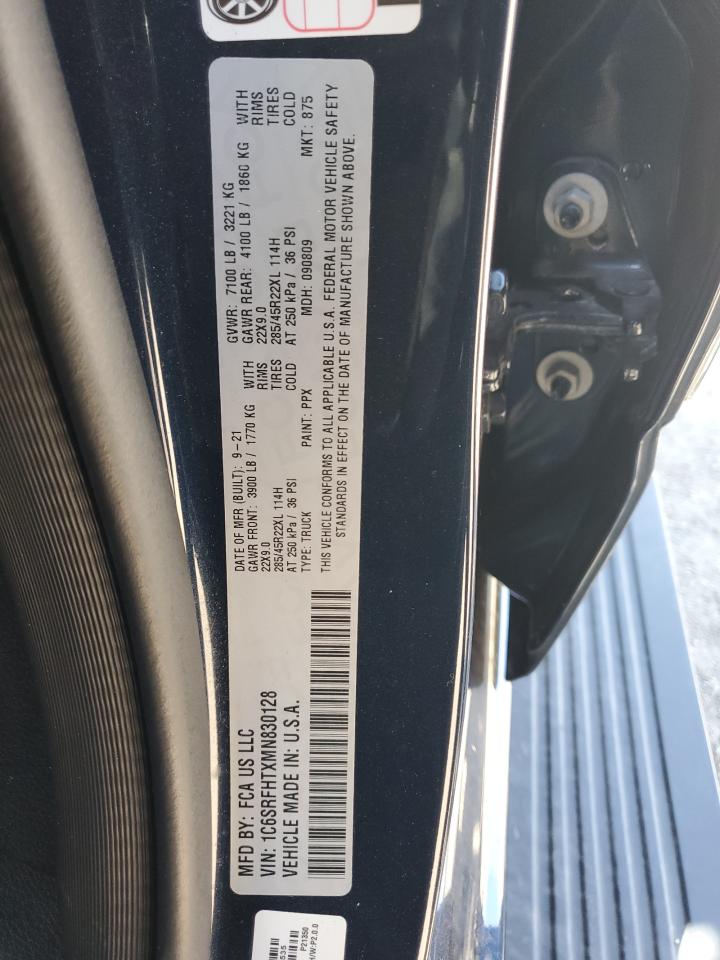 MFD BY: FCA US LLC
VIN: 1C6SRFHTXMN830128
VEHICLE MADE IN: U.S.A.
DATE OF MFR (BUILT): 9-21
GVWR: 7100 LB / 3221 KG
GAWR FRONT: 3900 LB / 1770 KG WITH
GAWR REAR: 4100 LB / 1860 KG WITH
22X9.0 RIMS
22X9.0 RIMS
285/45R22XL 114H TIRES
285/45R22XL 114H TIRES
AT 250 kPa / 36 PSI COLD
AT 250 kPa / 36 PSI COLD
TYPE: TRUCK PAINT: PPX MDH: 090809 MKT: 875
THIS VEHICLE CONFORMS TO ALL APPLICABLE U.S.A. FEDERAL MOTOR VEHICLE SAFETY
STANDARDS IN EFFECT ON THE DATE OF MANUFACTURE SHOWN ABOVE.
P21350